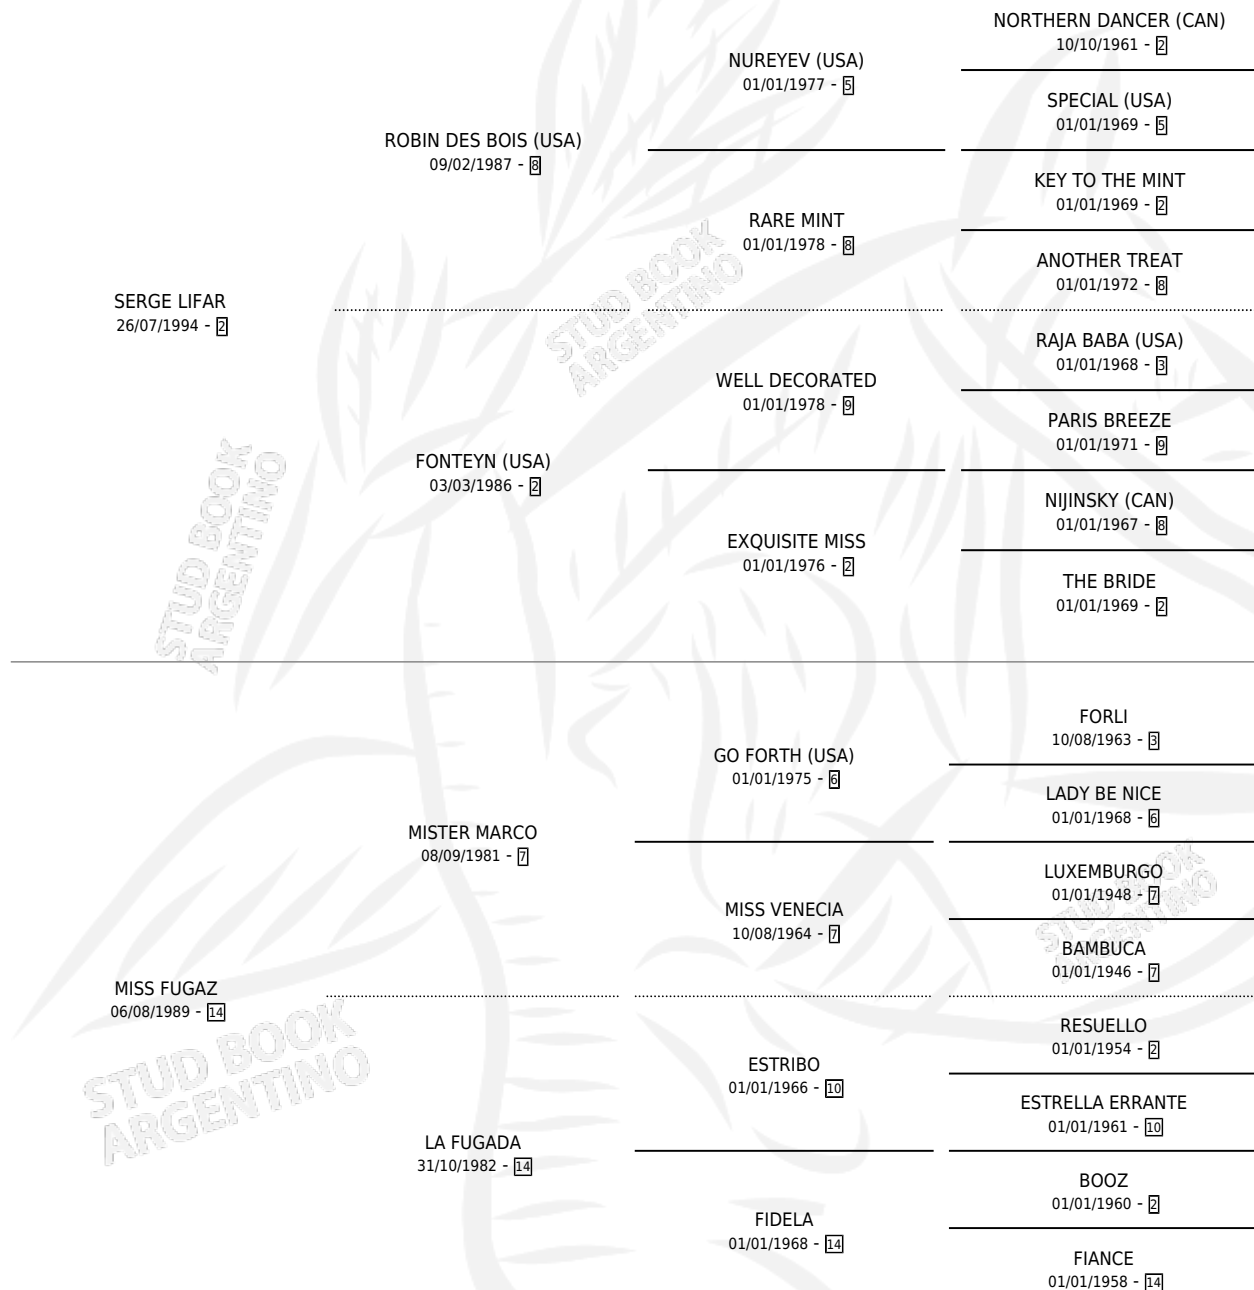 NORTHERN DANCER (CAN)
10/10/1961 - 2
NUREYEV (USA)
01/01/1977 - 5
SPECIAL (USA)
01/01/1969 - 5
ROBIN DES BOIS (USA)
09/02/1987 - 8
KEY TO THE MINT
01/01/1969 - 2
RARE MINT
01/01/1978 - 8
ANOTHER TREAT
01/01/1972 - 8
SERGE LIFAR
26/07/1994 - 2
RAJA BABA (USA)
01/01/1968 - 3
WELL DECORATED
01/01/1978 - 9
PARIS BREEZE
01/01/1971 - 9
FONTEYN (USA)
03/03/1986 - 2
NIJINSKY (CAN)
01/01/1967 - 8
EXQUISITE MISS
01/01/1976 - 2
THE BRIDE
01/01/1969 - 2
FORLI
10/08/1963 - 3
GO FORTH (USA)
01/01/1975 - 6
LADY BE NICE
01/01/1968 - 6
MISTER MARCO
08/09/1981 - 7
LUXEMBURGO
01/01/1948 - 7
MISS VENECIA
10/08/1964 - 7
BAMBUCA
01/01/1946 - 7
MISS FUGAZ
06/08/1989 - 14
RESUELLO
01/01/1954 - 2
ESTRIBO
01/01/1966 - 10
ESTRELLA ERRANTE
01/01/1961 - 10
LA FUGADA
31/10/1982 - 14
BOOZ
01/01/1960 - 2
FIDELA
01/01/1968 - 14
FIANCE
01/01/1958 - 14
STUD BOOK
ARGENTINO
STUD BOOK
ARGENTINO
STUD BOOK
ARGENTINO
STUD BOOK
ARGENTINO